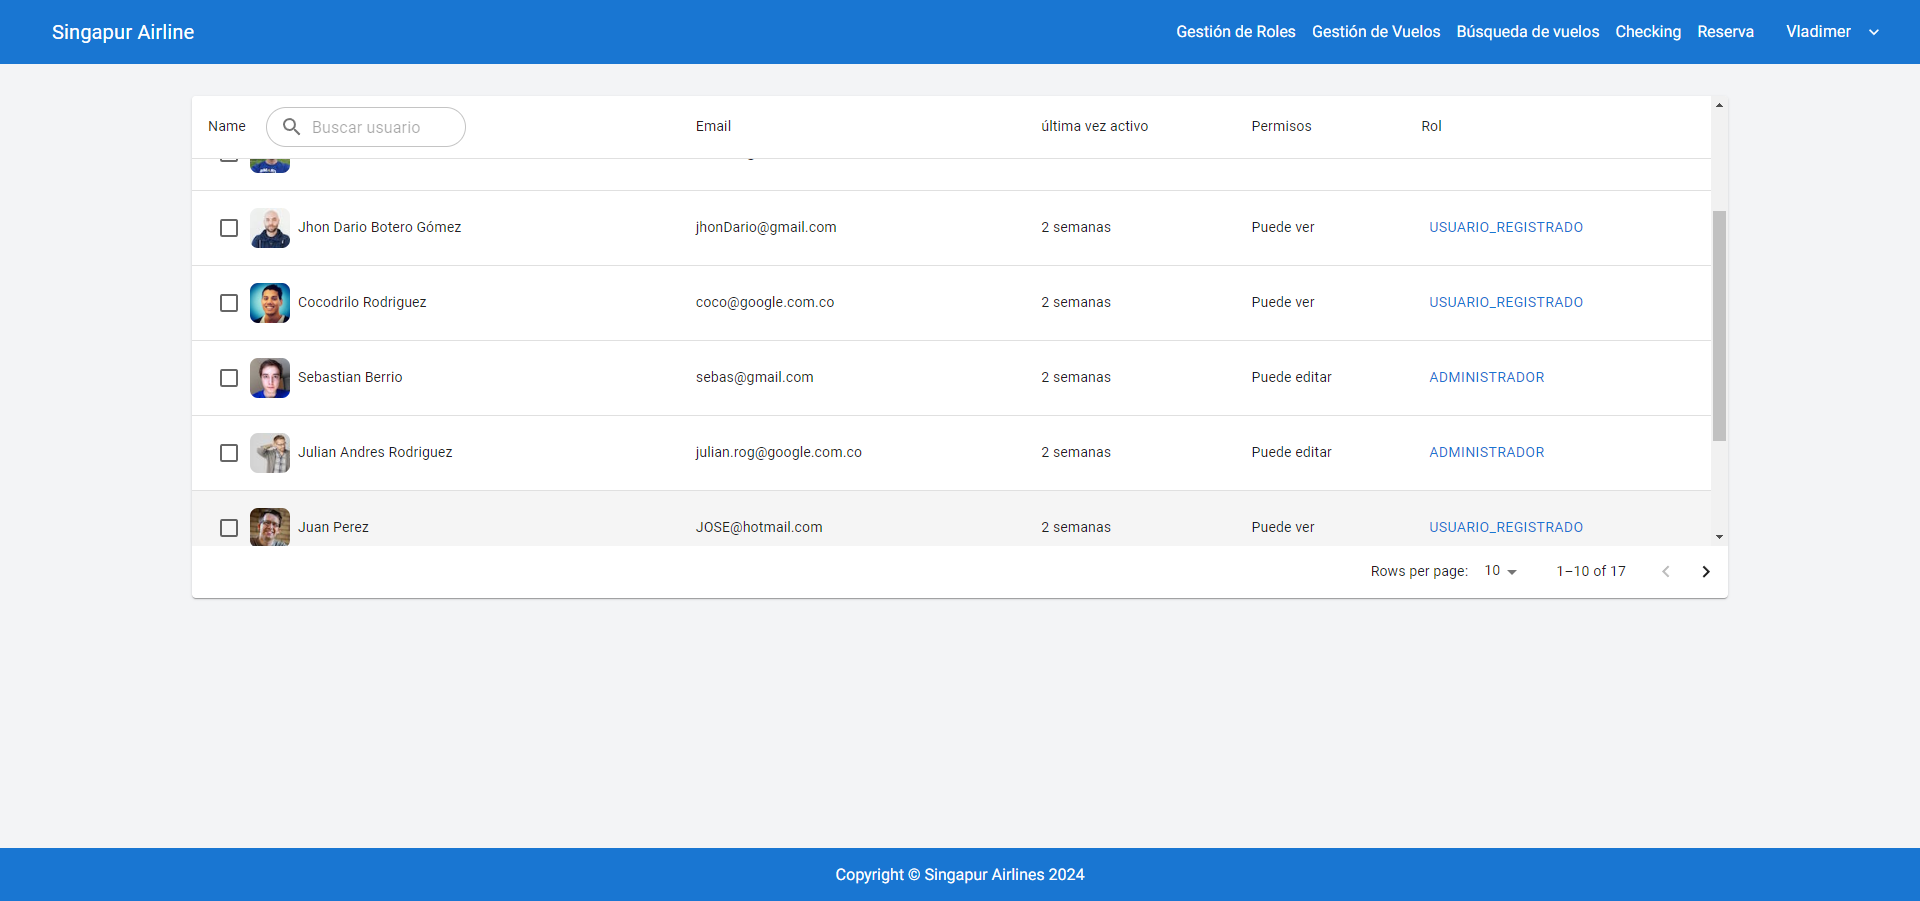 Singapur Airline
Gestión de Roles Gestión de Vuelos Búsqueda de vuelos Checking Reserva Vladimer
Name Buscar usuario Email última vez activo Permisos Rol
Jhon Dario Botero Gómez jhonDario@gmail.com 2 semanas Puede ver USUARIO_REGISTRADO
Cocodrilo Rodriguez coco@google.com.co 2 semanas Puede ver USUARIO_REGISTRADO
Sebastian Berrio sebas@gmail.com 2 semanas Puede editar ADMINISTRADOR
Julian Andres Rodriguez julian.rog@google.com.co 2 semanas Puede editar ADMINISTRADOR
Juan Perez JOSE@hotmail.com 2 semanas Puede ver USUARIO_REGISTRADO
Rows per page: 10 1–10 of 17
Copyright © Singapur Airlines 2024